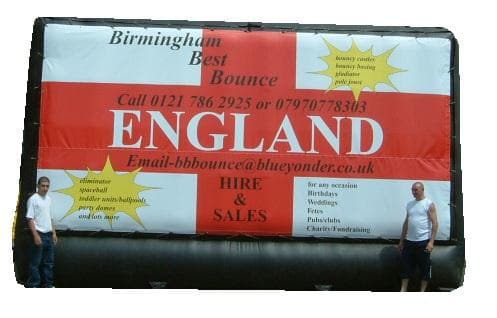 Birmingham
Best
Bounce
bouncy castles
bouncy boxing
gladiator
pole joust
Call 0121 786 2925 or 07970778303
ENGLAND
Email-bbbounce@blueyonder.co.uk
eliminator
spaceball
toddler units/ballpools
party domes
and lots more
HIRE
&
SALES
for any occasion
Birthdays
Weddings
Fetes
Pubs/clubs
Charity/Fundraising